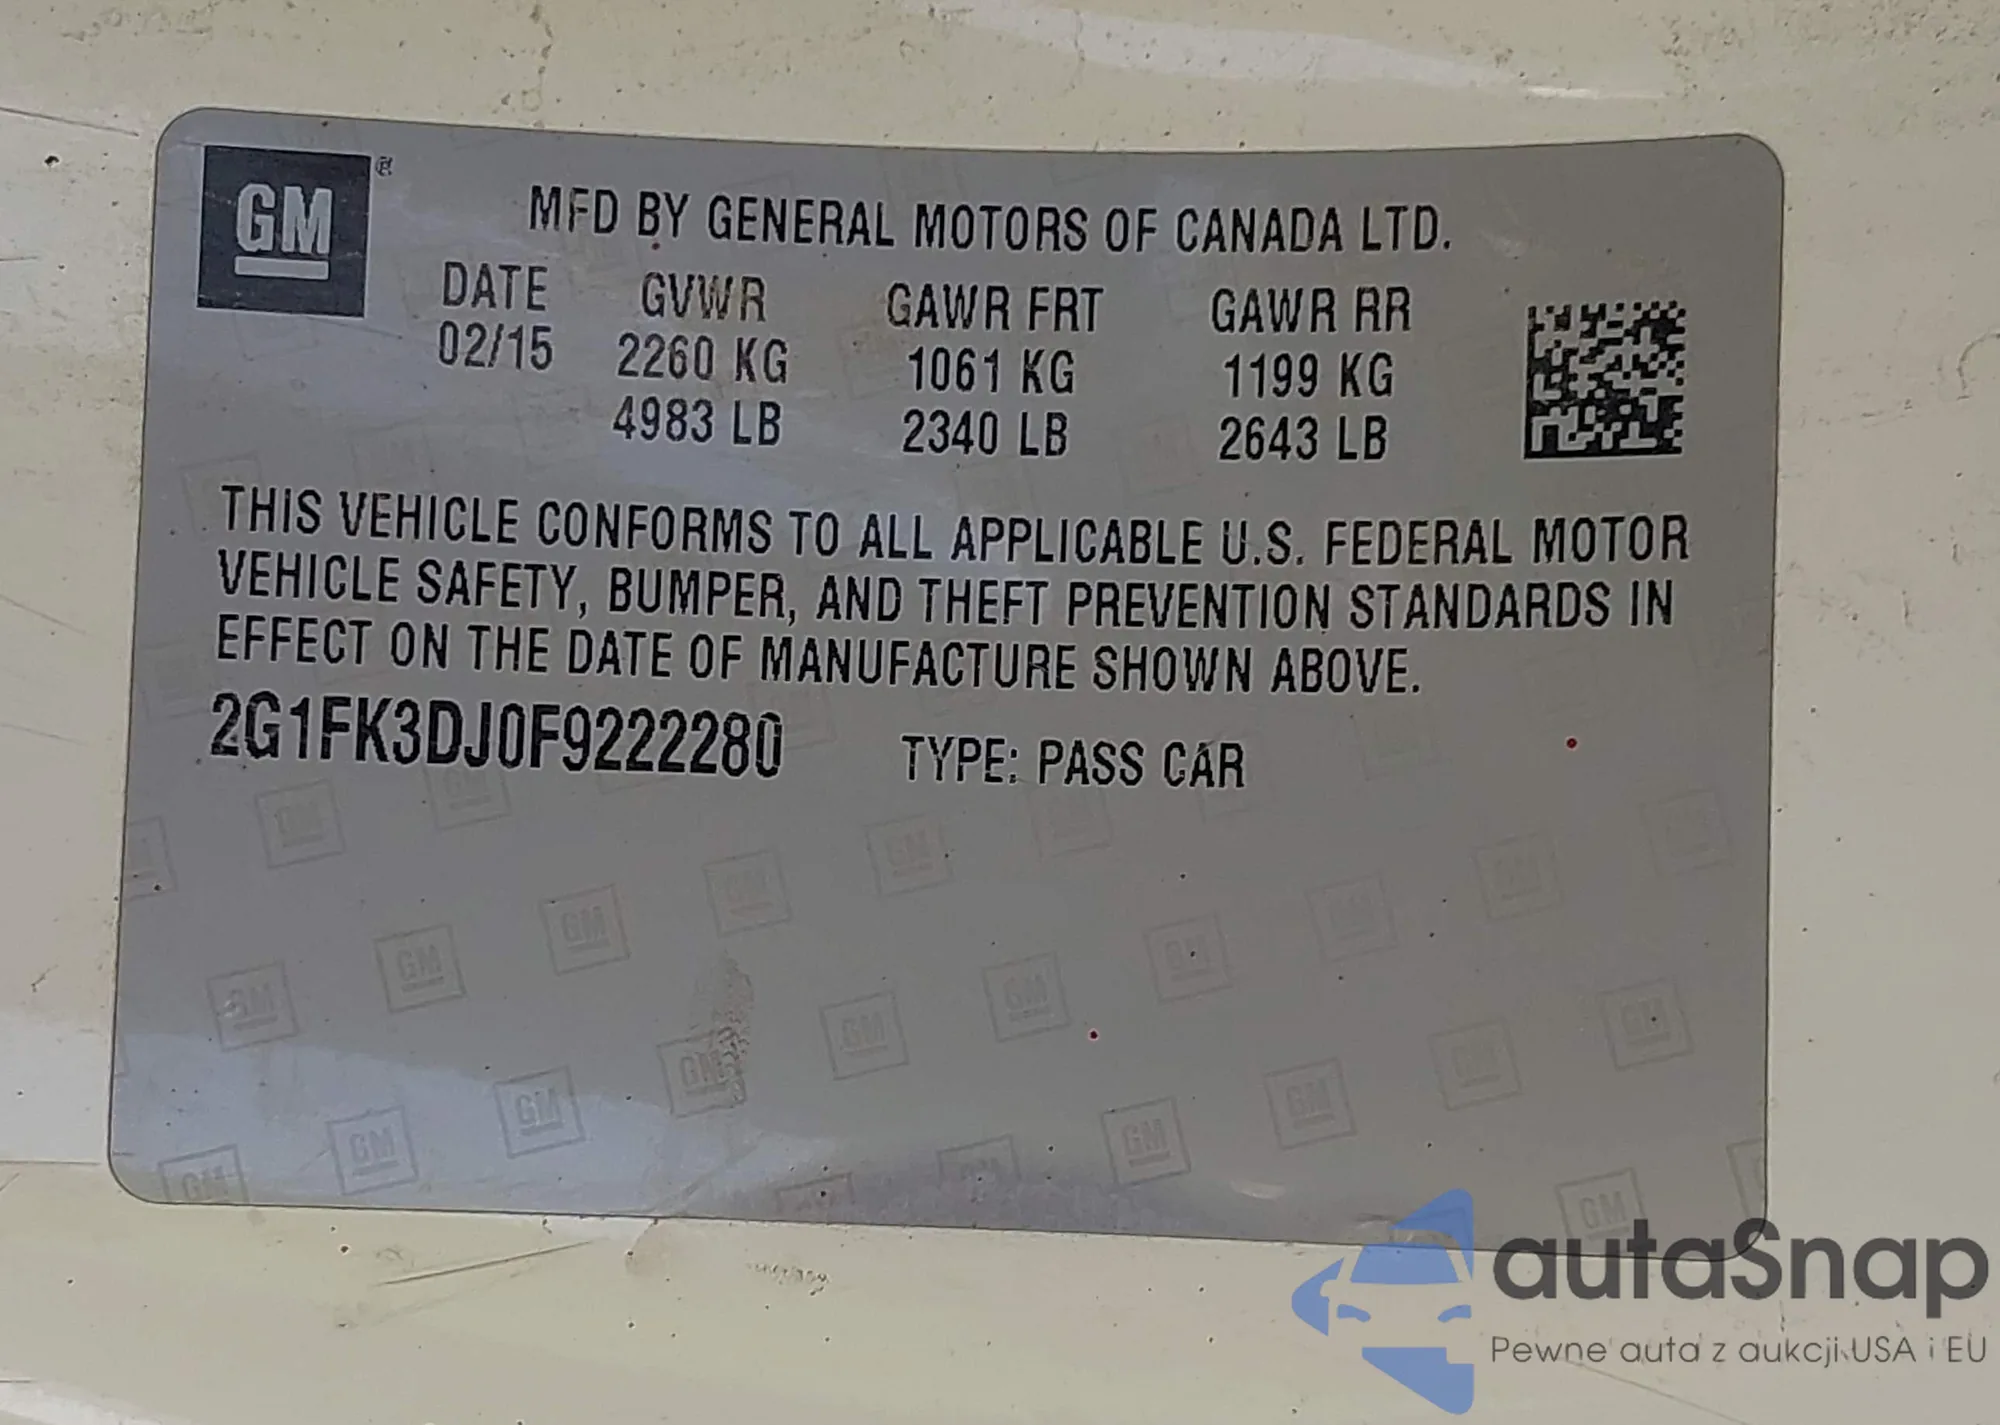 GM ®
MFD BY GENERAL MOTORS OF CANADA LTD.
DATE GVWR GAWR FRT GAWR RR
02/15 2260 KG 1061 KG 1199 KG
4983 LB 2340 LB 2643 LB
THIS VEHICLE CONFORMS TO ALL APPLICABLE U.S. FEDERAL MOTOR
VEHICLE SAFETY, BUMPER, AND THEFT PREVENTION STANDARDS IN
EFFECT ON THE DATE OF MANUFACTURE SHOWN ABOVE.
2G1FK3DJ0F9222280 TYPE: PASS CAR
autaSnap
Pewne auta z aukcji USA i EU